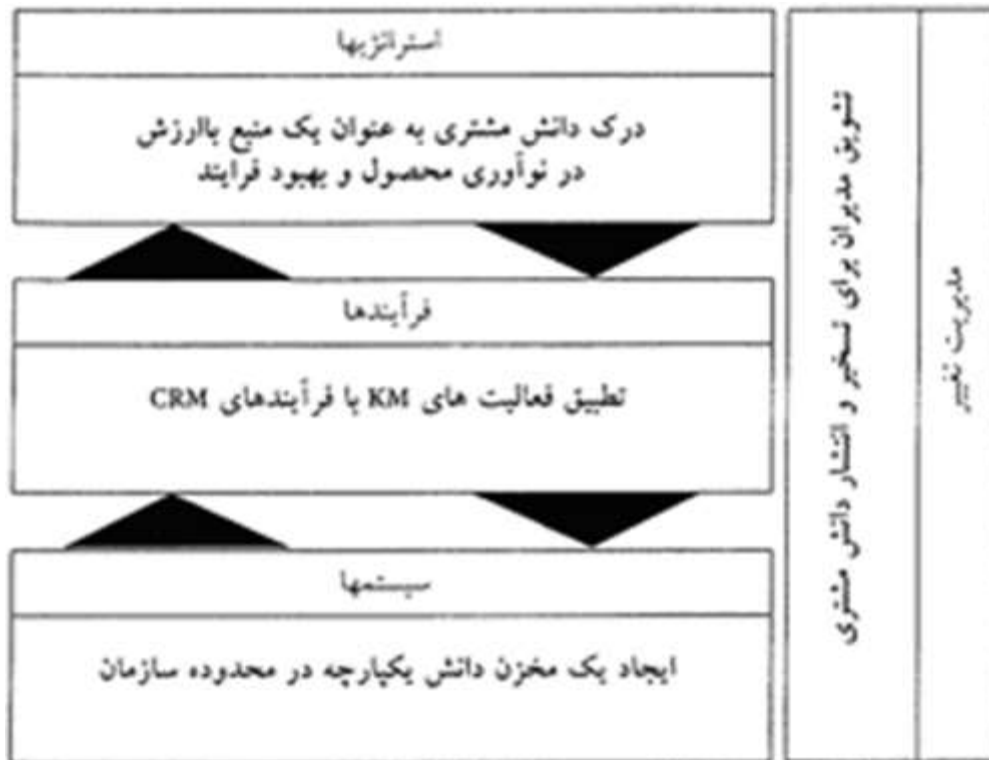 استراتژیها
درک دانش مشتری به عنوان یک منبع باارزش
در نوآوری محصول و بهبود فرایند
فرآیندها
تطبیق فعالیت های KM با فرآیندهای CRM
سیستمها
ایجاد یک مخزن دانش یکپارچه در محدوده سازمان
تشویق مدیران برای تسخیر و انتشار دانش مشتری
مدیریت تغییر